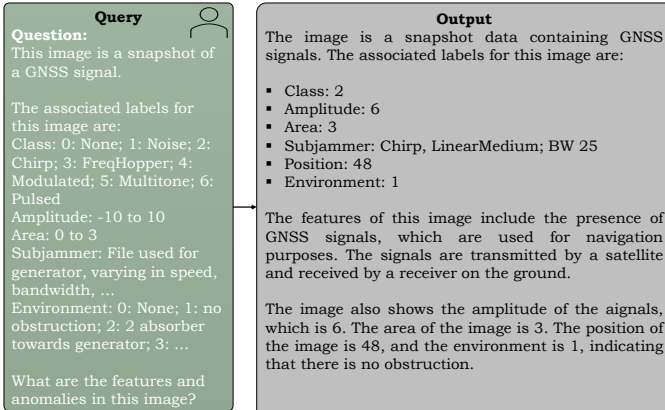 Query
Question:
This image is a snapshot of
a GNSS signal.
The associated labels for
this image are:
Class: 0: None; 1: Noise; 2:
Chirp; 3: FreqHopper; 4:
Modulated; 5: Multitone; 6:
Pulsed
Amplitude: -10 to 10
Area: 0 to 3
Subjammer: File used for
generator, varying in speed,
bandwidth, …
Environment: 0: None; 1: no
obstruction; 2: 2 absorber
towards generator; 3: …
What are the features and
anomalies in this image?
Output
The image is a snapshot data containing GNSS
signals. The associated labels for this image are:
▪ Class: 2
▪ Amplitude: 6
▪ Area: 3
▪ Subjammer: Chirp, LinearMedium; BW 25
▪ Position: 48
▪ Environment: 1
The features of this image include the presence of
GNSS signals, which are used for navigation
purposes. The signals are transmitted by a satellite
and received by a receiver on the ground.
The image also shows the amplitude of the aignals,
which is 6. The area of the image is 3. The position of
the image is 48, and the environment is 1, indicating
that there is no obstruction.